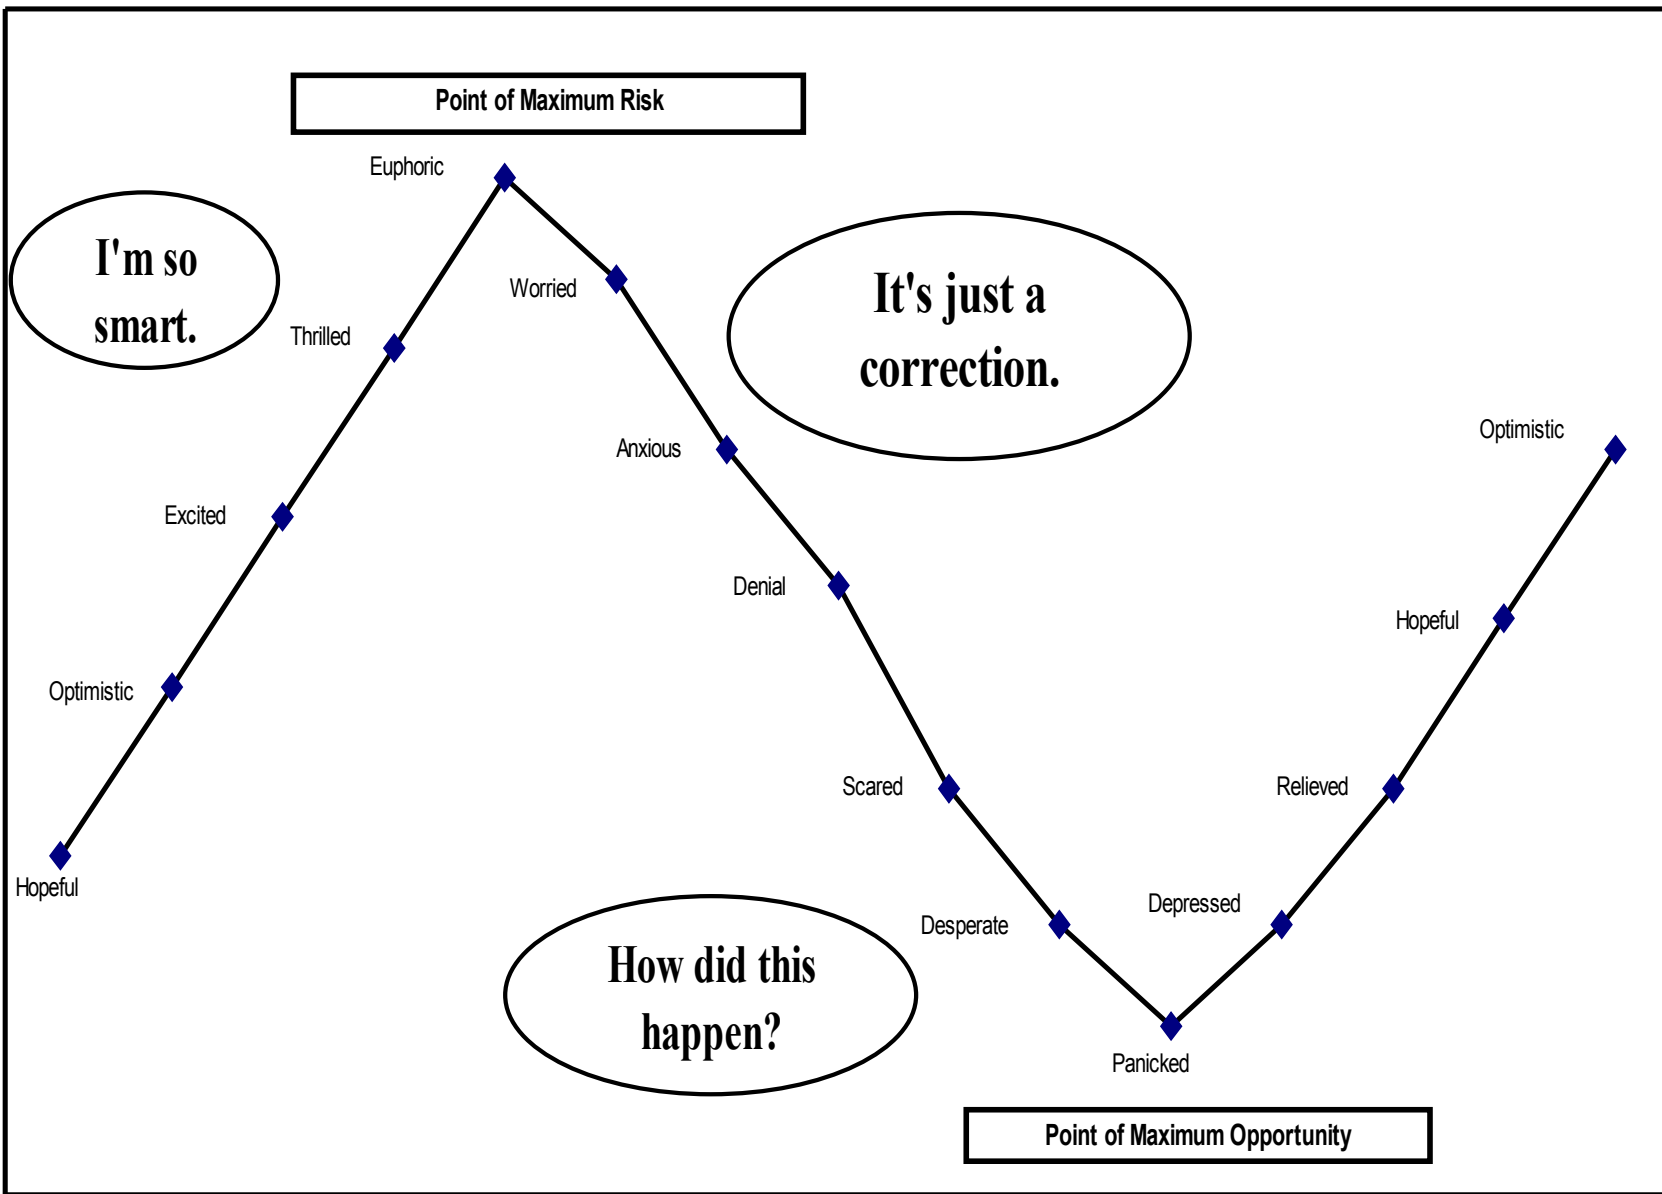 Point of Maximum Risk
Euphoric
I'm so
smart.
Worried
It's just a
correction.
Thrilled
Anxious
Optimistic
Excited
Denial
Hopeful
Optimistic
Scared
Relieved
Hopeful
Depressed
Desperate
How did this
happen?
Panicked
Point of Maximum Opportunity